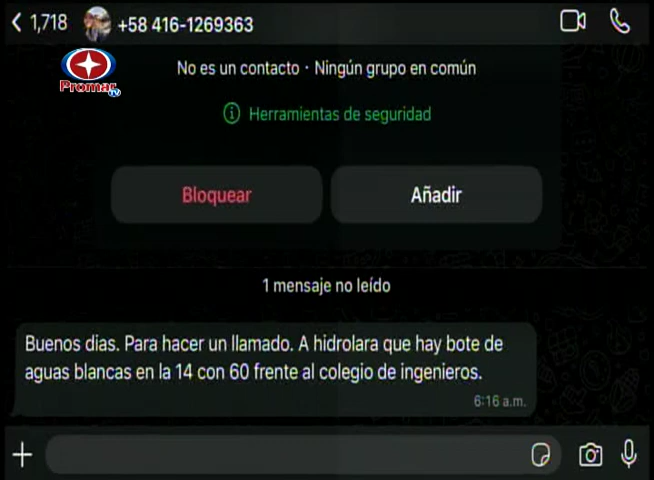 1,718 +58 416-1269363
Promar tv
No es un contacto · Ningún grupo en común
Herramientas de seguridad
Bloquear Añadir
1 mensaje no leído
Buenos dias. Para hacer un llamado. A hidrolara que hay bote de
aguas blancas en la 14 con 60 frente al colegio de ingenieros.
6:16 a.m.